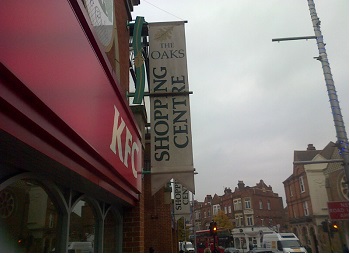 THE
OAKS
SHOPPING
CENTRE
KFC